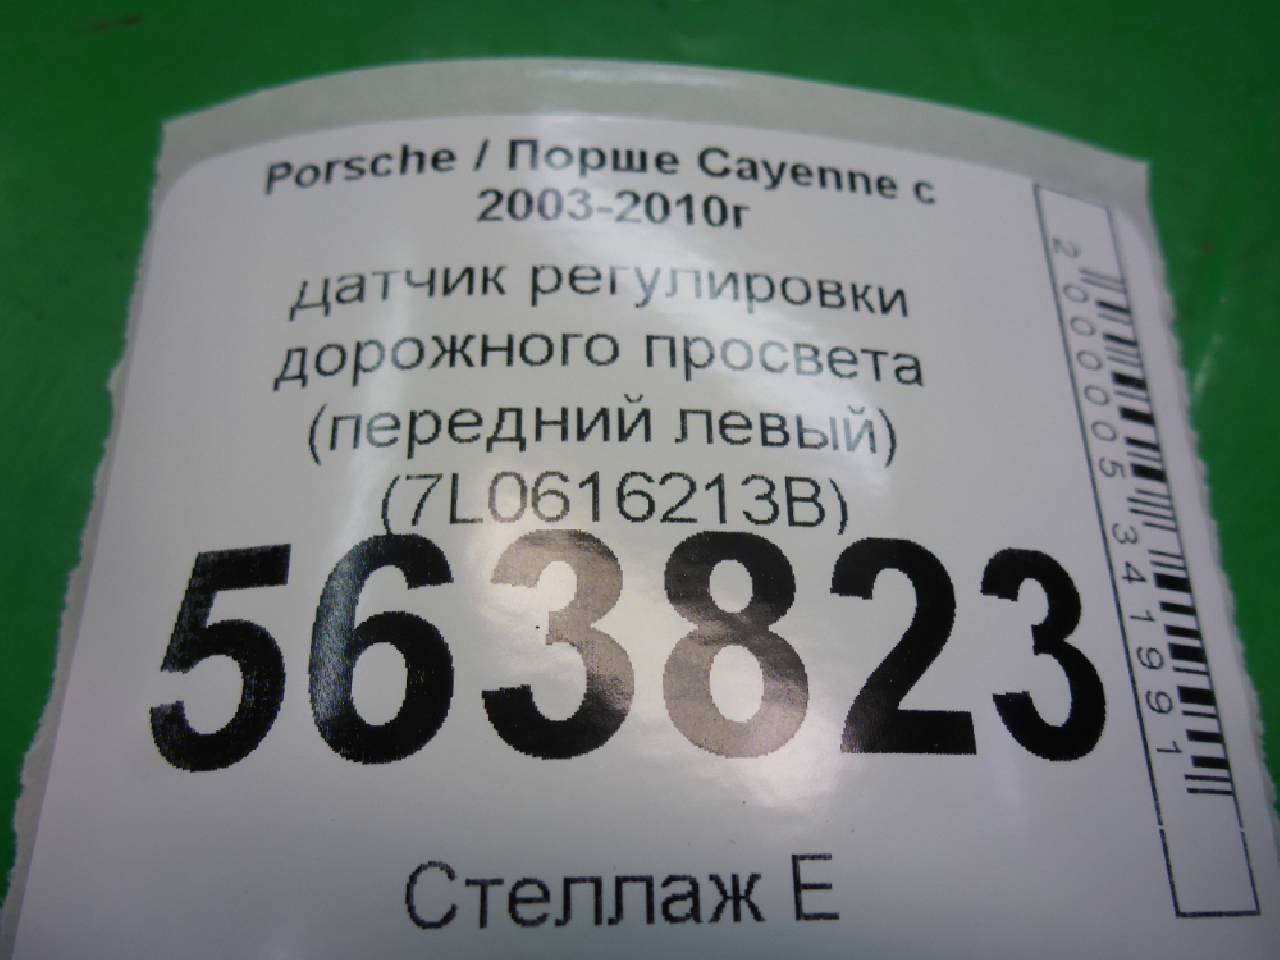 Porsche / Порше Cayenne с
2003-2010г
Датчик регулировки
дорожного просвета
(передний левый)
(7L0616213B)
563823
Стеллаж Е
2000005341991